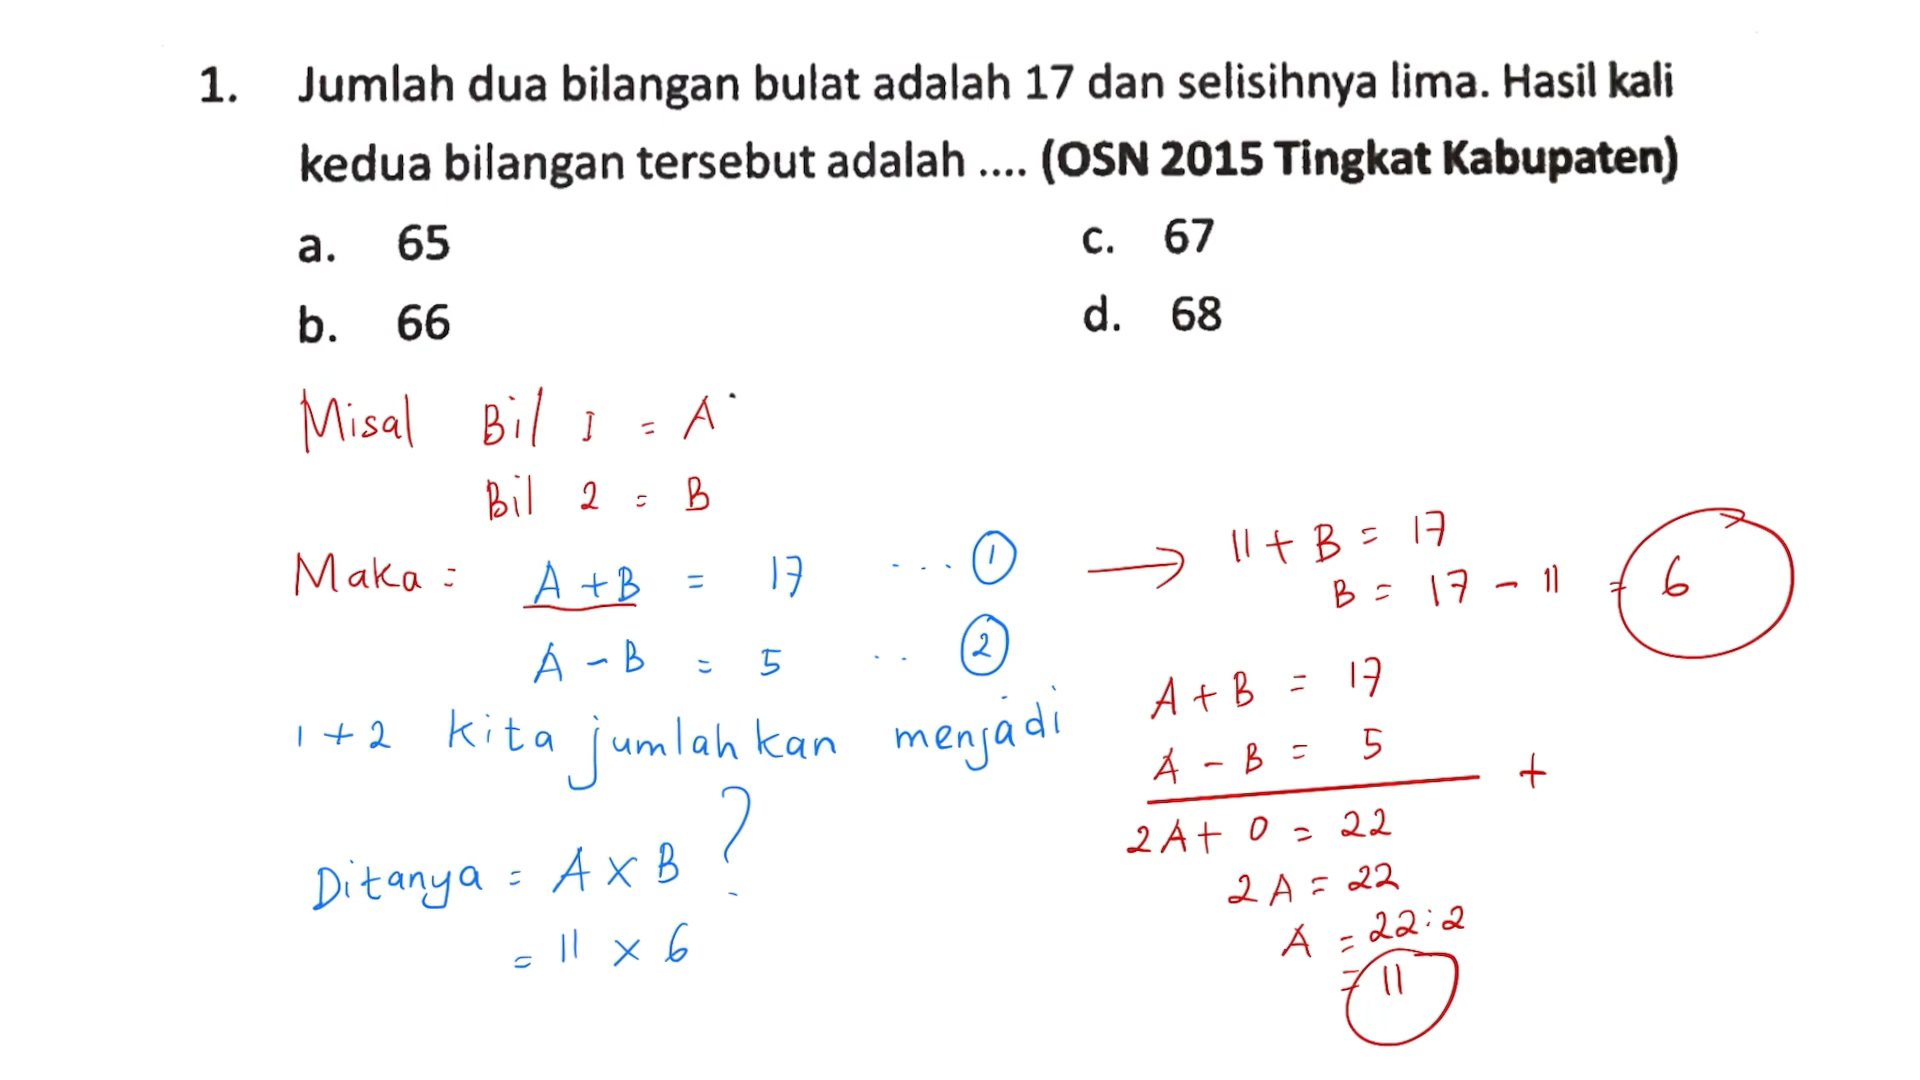 1. Jumlah dua bilangan bulat adalah 17 dan selisihnya lima. Hasil kali
kedua bilangan tersebut adalah .... (OSN 2015 Tingkat Kabupaten)
a. 65
b. 66
c. 67
d. 68
Misal Bil 1 = A
Bil 2 = B
Maka = A + B = 17 ... 1
A - B = 5 .. 2
→ 11 + B = 17
B = 17 - 11 = 6
1 + 2 kita jumlahkan menjadi
A + B = 17
A - B = 5 +
2A + 0 = 22
2A = 22
A = 22:2
= 11
Ditanya = A x B ?
= 11 x 6